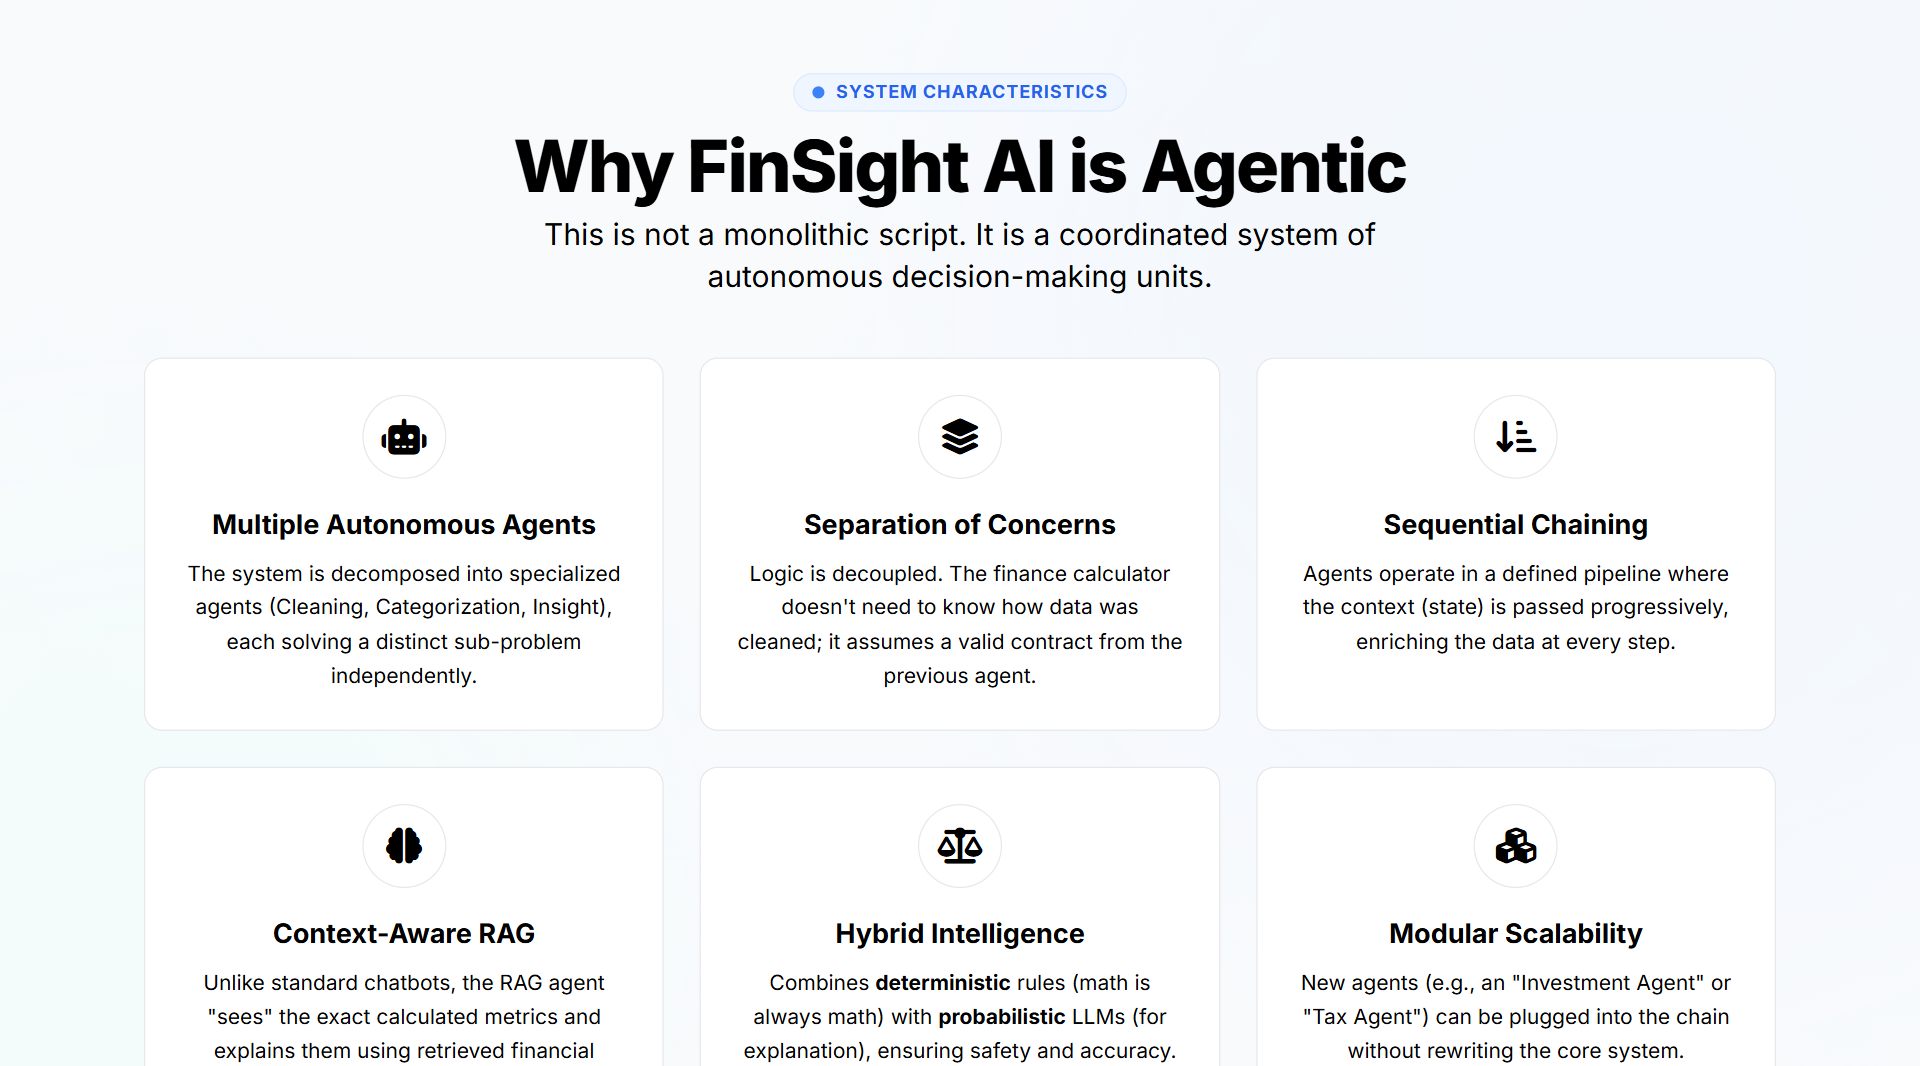 SYSTEM CHARACTERISTICS
Why FinSight AI is Agentic
This is not a monolithic script. It is a coordinated system of
autonomous decision-making units.
Multiple Autonomous Agents
The system is decomposed into specialized
agents (Cleaning, Categorization, Insight),
each solving a distinct sub-problem
independently.
Separation of Concerns
Logic is decoupled. The finance calculator
doesn't need to know how data was
cleaned; it assumes a valid contract from the
previous agent.
Sequential Chaining
Agents operate in a defined pipeline where
the context (state) is passed progressively,
enriching the data at every step.
Context-Aware RAG
Unlike standard chatbots, the RAG agent
"sees" the exact calculated metrics and
explains them using retrieved financial
Hybrid Intelligence
Combines deterministic rules (math is
always math) with probabilistic LLMs (for
explanation), ensuring safety and accuracy.
Modular Scalability
New agents (e.g., an "Investment Agent" or
"Tax Agent") can be plugged into the chain
without rewriting the core system.